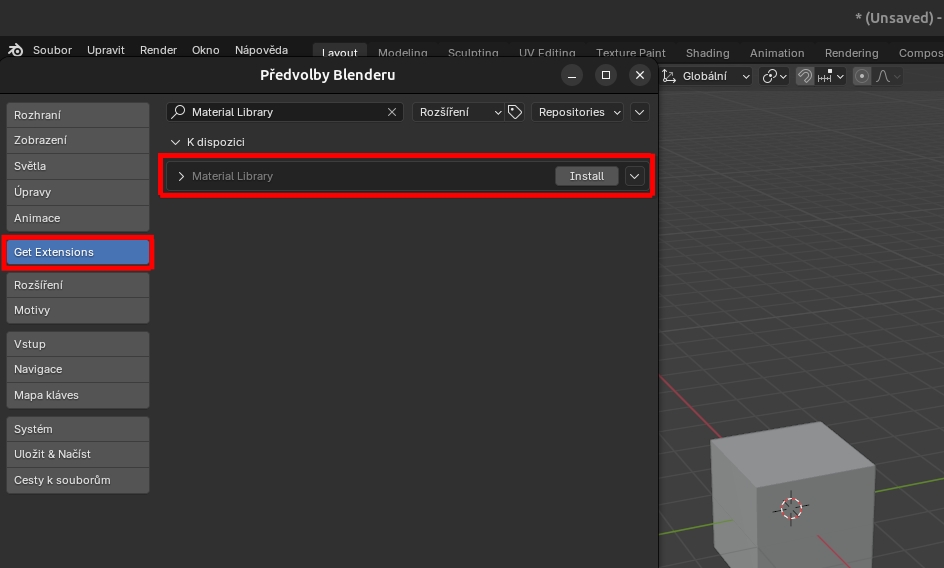 * (Unsaved) -
Soubor Upravit Render Okno Nápověda Layout Modeling Sculpting UV Editing Texture Paint Shading Animation Rendering Compos
Předvolby Blenderu
Globální
Material Library Rozšíření Repositories
K dispozici
Material Library Install
Rozhraní
Zobrazení
Světla
Úpravy
Animace
Get Extensions
Rozšíření
Motivy
Vstup
Navigace
Mapa kláves
Systém
Uložit & Načíst
Cesty k souborům